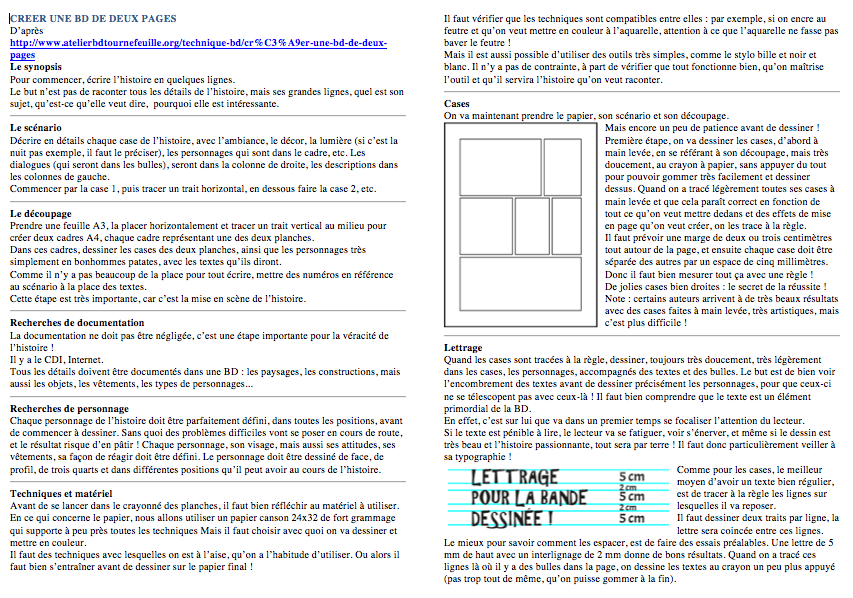 CREER UNE BD DE DEUX PAGES
D'après
http://www.atelierbdtournefeuille.org/technique-bd/cr%C3%A9er-une-bd-de-deux-
pages
Le synopsis
Pour commencer, écrire l'histoire en quelques lignes.
Le but n'est pas de raconter tous les détails de l'histoire, mais ses grandes lignes, quel est son
sujet, qu'est-ce qu'elle veut dire, pourquoi elle est intéressante.
Le scénario
Décrire en détails chaque case de l'histoire, avec l'ambiance, le décor, la lumière (si c'est la
nuit pas exemple, il faut le préciser), les personnages qui sont dans le cadre, etc. Les
dialogues (qui seront dans les bulles), seront dans la colonne de droite, les descriptions dans
les colonnes de gauche.
Commencer par la case 1, puis tracer un trait horizontal, en dessous faire la case 2, etc.
Le découpage
Prendre une feuille A3, la placer horizontalement et tracer un trait vertical au milieu pour
créer deux cadres A4, chaque cadre représentant une des deux planches.
Dans ces cadres, dessiner les cases des deux planches, ainsi que les personnages très
simplement en bonhommes patates, avec les textes qu'ils diront.
Comme il n'y a pas beaucoup de la place pour tout écrire, mettre des numéros en référence
au scénario à la place des textes.
Cette étape est très importante, car c'est la mise en scène de l'histoire.
Recherches de documentation
La documentation ne doit pas être négligée, c'est une étape importante pour la véracité de
l'histoire !
Il y a le CDI, Internet.
Tous les détails doivent être documentés dans une BD : les paysages, les constructions, mais
aussi les objets, les vêtements, les types de personnages...
Recherches de personnage
Chaque personnage de l'histoire doit être parfaitement défini, dans toutes les positions, avant
de commencer à dessiner. Sans quoi des problèmes difficiles vont se poser en cours de route,
et le résultat risque d'en pâtir ! Chaque personnage, son visage, mais aussi ses attitudes, ses
vêtements, sa façon de réagir doit être défini. Le personnage doit être dessiné de face, de
profil, de trois quarts et dans différentes positions qu'il peut avoir au cours de l'histoire.
Techniques et matériel
Avant de se lancer dans le crayonné des planches, il faut bien réfléchir au matériel à utiliser.
En ce qui concerne le papier, nous allons utiliser un papier canson 24x32 de fort grammage
qui supporte à peu près toutes les techniques Mais il faut choisir avec quoi on va dessiner et
mettre en couleur.
Il faut des techniques avec lesquelles on est à l'aise, qu'on a l'habitude d'utiliser. Ou alors il
faut bien s'entraîner avant de dessiner sur le papier final !
Il faut vérifier que les techniques sont compatibles entre elles : par exemple, si on encre au
feutre et qu'on veut mettre en couleur à l'aquarelle, attention à ce que l'aquarelle ne fasse pas
baver le feutre !
Mais il est aussi possible d'utiliser des outils très simples, comme le stylo bille et noir et
blanc. Il n'y a pas de contrainte, à part de vérifier que tout fonctionne bien, qu'on maîtrise
l'outil et qu'il servira l'histoire qu'on veut raconter.
Cases
On va maintenant prendre le papier, son scénario et son découpage.
Mais encore un peu de patience avant de dessiner !
Première étape, on va dessiner les cases, d'abord à
main levée, en se référant à son découpage, mais très
doucement, au crayon à papier, sans appuyer du tout
pour pouvoir gommer très facilement et dessiner
dessus. Quand on a tracé légèrement toutes ses cases à
main levée et que cela paraît correct en fonction de
tout ce qu'on veut mettre dedans et des effets de mise
en page qu'on veut créer, on les trace à la règle.
Il faut prévoir une marge de deux ou trois centimètres
tout autour de la page, et ensuite chaque case doit être
séparée des autres par un espace de cinq millimètres.
Donc il faut bien mesurer tout ça avec une règle !
De jolies cases bien droites : le secret de la réussite !
Note : certains auteurs arrivent à de très beaux résultats
avec des cases faites à main levée, très artistiques, mais
c'est plus difficile !
Lettrage
Quand les cases sont tracées à la règle, dessiner, toujours très doucement, très légèrement
dans les cases, les personnages, accompagnés des textes et des bulles. Le but est de bien voir
l'encombrement des textes avant de dessiner précisément les personnages, pour que ceux-ci
ne se télescopent pas avec ceux-là ! Il faut bien comprendre que le texte est un élément
primordial de la BD.
En effet, c'est sur lui que va dans un premier temps se focaliser l'attention du lecteur.
Si le texte est pénible à lire, le lecteur va se fatiguer, voir s'énerver, et même si le dessin est
très beau et l'histoire passionnante, tout sera par terre ! Il faut donc particulièrement veiller à
sa typographie !
LETTRAGE 5 cm
2 cm
POUR LA BANDE 5 cm
2 cm
DESSINÉE ! 5 cm
Comme pour les cases, le meilleur
moyen d'avoir un texte bien régulier,
est de tracer à la règle les lignes sur
lesquelles il va reposer.
Il faut dessiner deux traits par ligne, la
lettre sera coincée entre ces lignes.
Le mieux pour savoir comment les espacer, est de faire des essais préalables. Une lettre de 5
mm de haut avec un interlignage de 2 mm donne de bons résultats. Quand on a tracé ces
lignes là où il y a des bulles dans la page, on dessine les textes au crayon un peu plus appuyé
(pas trop tout de même, qu'on puisse gommer à la fin).